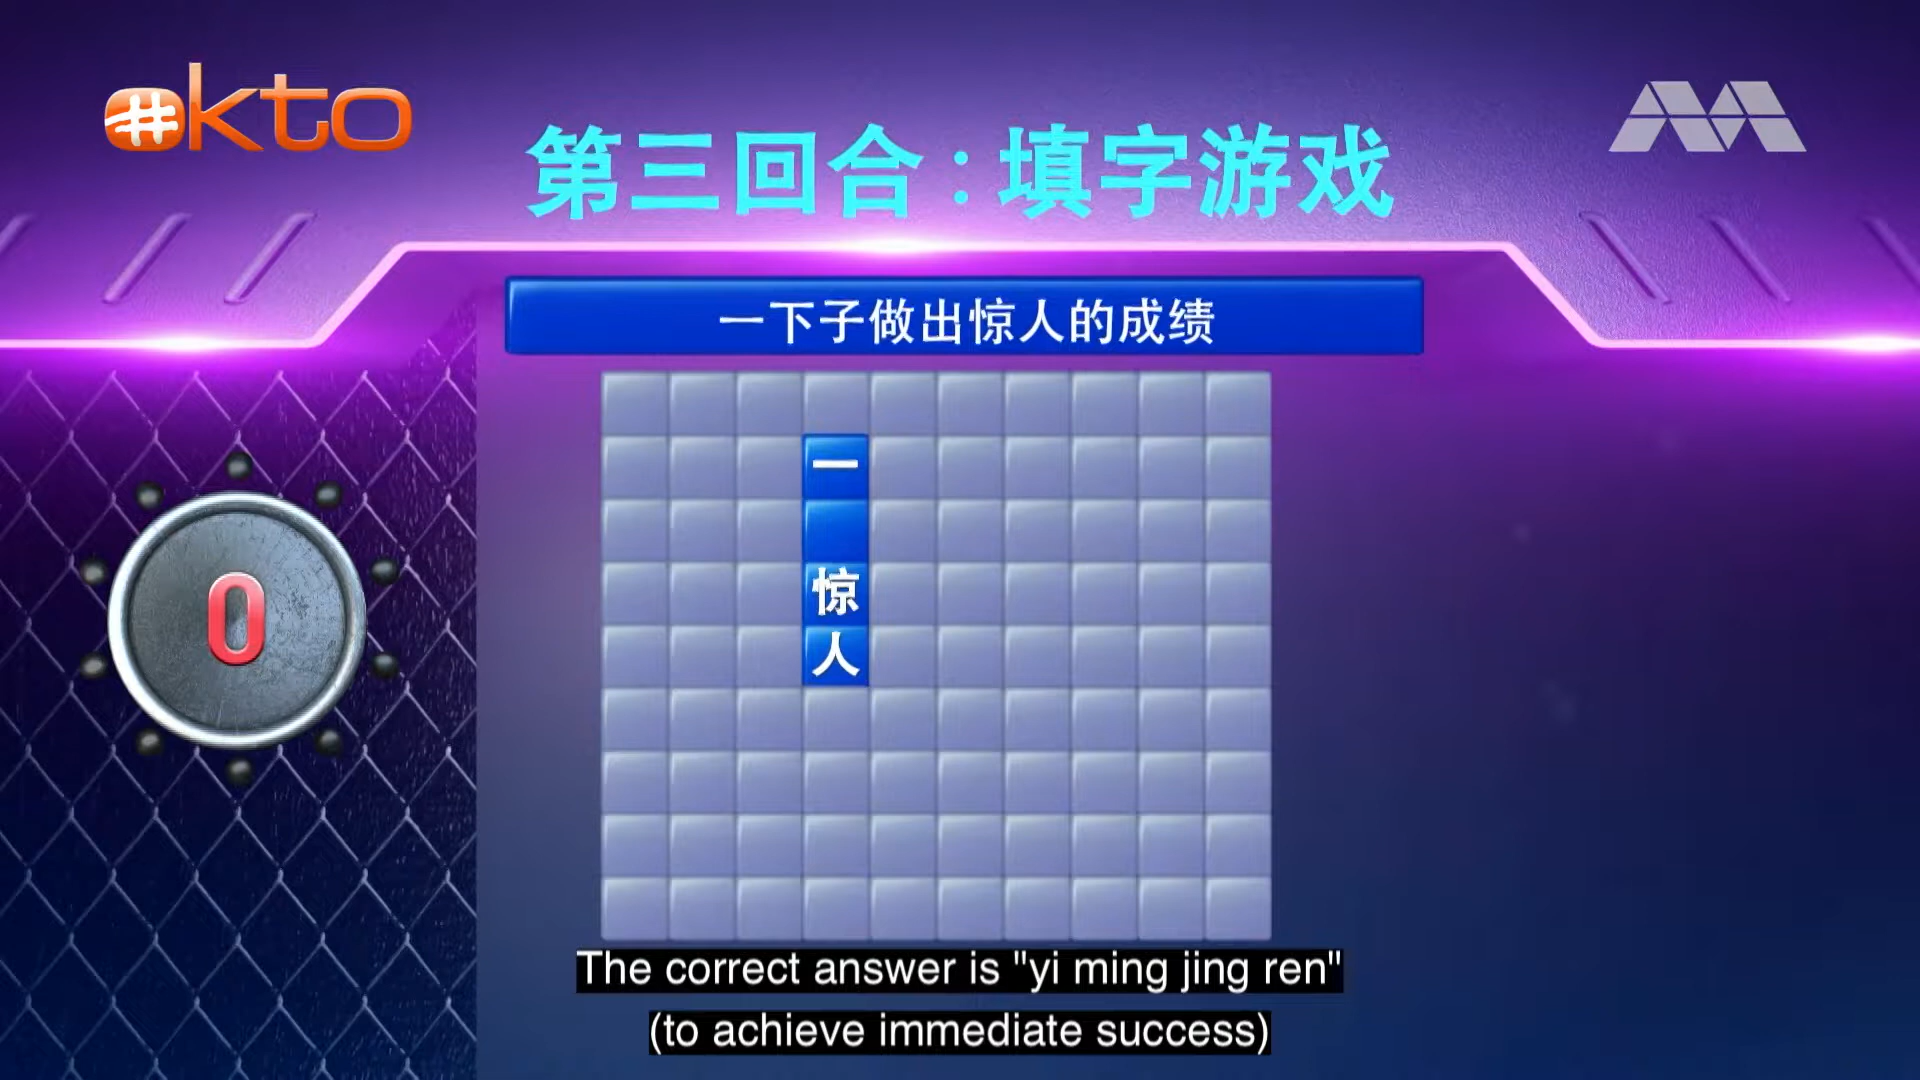 #kto
第三回合:填字游戏
一下子做出惊人的成绩
一
惊
人
0
The correct answer is "yi ming jing ren"
(to achieve immediate success)